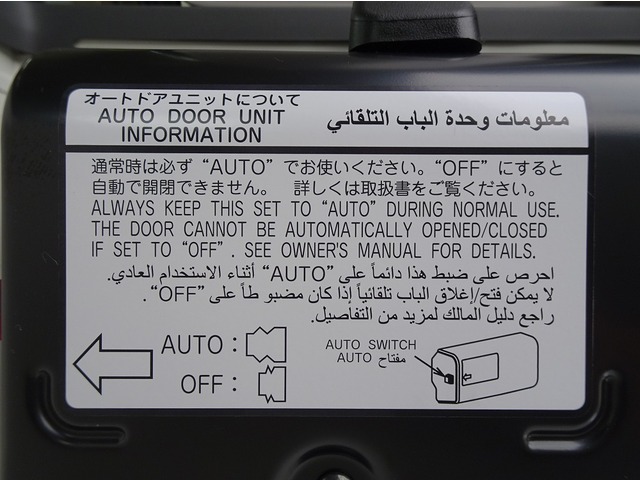 オートドアユニットについて
AUTO DOOR UNIT
INFORMATION
معلومات وحدة الباب التلقائي
通常時は必ず“AUTO”でお使いください。“OFF”にすると
自動で開閉できません。 詳しくは取扱書をご覧ください。
ALWAYS KEEP THIS SET TO “AUTO” DURING NORMAL USE.
THE DOOR CANNOT BE AUTOMATICALLY OPENED/CLOSED
IF SET TO “OFF”. SEE OWNER'S MANUAL FOR DETAILS.
احرص على ضبط هذا دائماً على “AUTO” أثناء الاستخدام العادي.
لا يمكن فتح/إغلاق الباب تلقائياً إذا كان مضبو طاً على “OFF”.
راجع دليل المالك لمزيد من التفاصيل.
AUTO :
OFF :
AUTO SWITCH
مفتاح AUTO